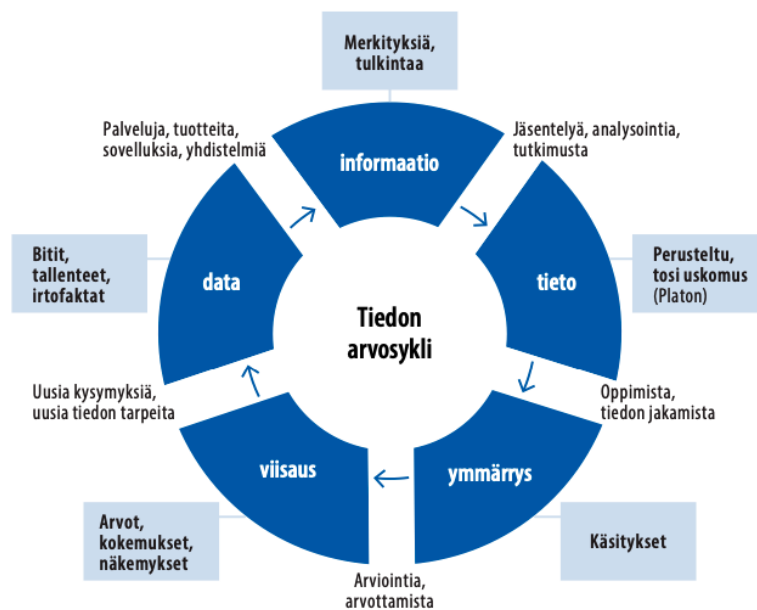 Merkityksiä,
tulkintaa
Palveluja, tuotteita,
sovelluksia, yhdistelmiä
Jäsentelyä, analysointia,
tutkimusta
informaatio
Bitit,
tallenteet,
irtofaktat
data
tieto
Perusteltu,
tosi uskomus
(Platon)
Tiedon
arvosykli
Uusia kysymyksiä,
uusia tiedon tarpeita
Oppimista,
tiedon jakamista
viisaus
ymmärrys
Arvot,
kokemukset,
näkemykset
Käsitykset
Arviointia,
arvottamista